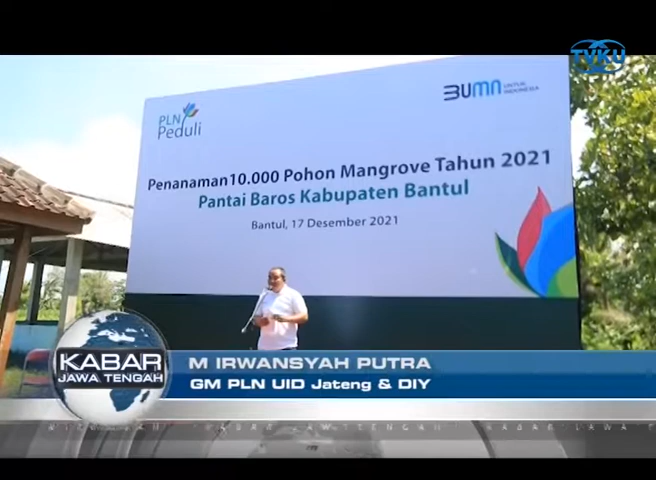 TVKU
BUMN UNTUK INDONESIA
PLN
Peduli
Penanaman10.000 Pohon Mangrove Tahun 2021
Pantai Baros Kabupaten Bantul
Bantul, 17 Desember 2021
KABAR
JAWA TENGAH
M IRWANSYAH PUTRA
GM PLN UID Jateng & DIY